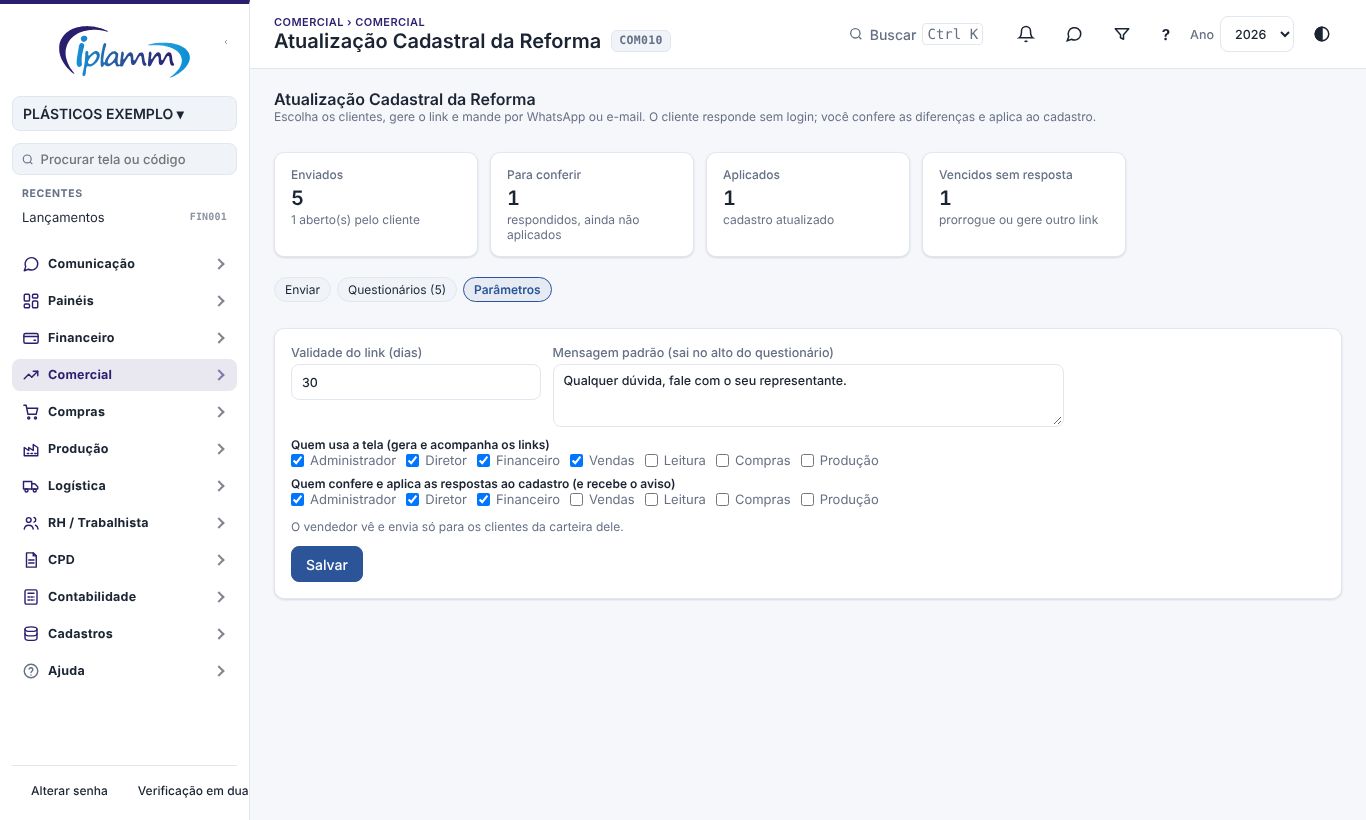 iplamm
PLÁSTICOS EXEMPLO ▾
Procurar tela ou código
RECENTES
Lançamentos FIN001
Comunicação
Painéis
Financeiro
Comercial
Compras
Produção
Logística
RH / Trabalhista
CPD
Contabilidade
Cadastros
Ajuda
Alterar senha Verificação em dua
COMERCIAL › COMERCIAL
Atualização Cadastral da Reforma COM010
Buscar Ctrl K ? Ano 2026
Atualização Cadastral da Reforma
Escolha os clientes, gere o link e mande por WhatsApp ou e-mail. O cliente responde sem login; você confere as diferenças e aplica ao cadastro.
Enviados
5
1 aberto(s) pelo cliente
Para conferir
1
respondidos, ainda não
aplicados
Aplicados
1
cadastro atualizado
Vencidos sem resposta
1
prorrogue ou gere outro link
Enviar Questionários (5) Parâmetros
Validade do link (dias)
30
Mensagem padrão (sai no alto do questionário)
Qualquer dúvida, fale com o seu representante.
Quem usa a tela (gera e acompanha os links)
Administrador Diretor Financeiro Vendas Leitura Compras Produção
Quem confere e aplica as respostas ao cadastro (e recebe o aviso)
Administrador Diretor Financeiro Vendas Leitura Compras Produção
O vendedor vê e envia só para os clientes da carteira dele.
Salvar